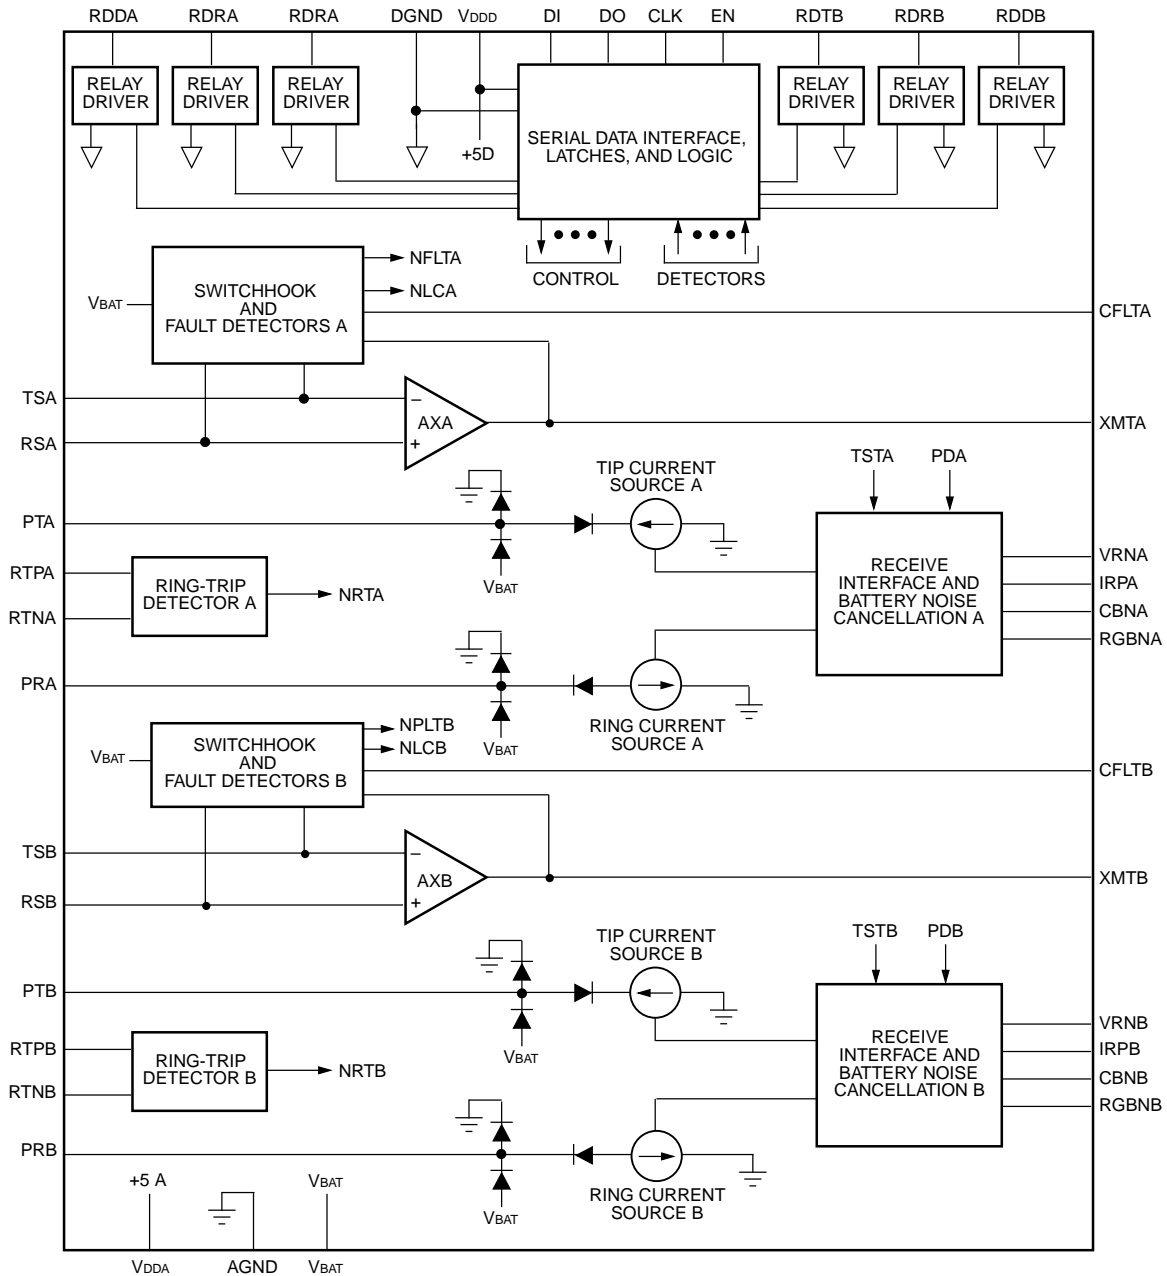 RDDA RDRA RDRA DGND VDDD DI DO CLK EN RDTB RDRB RDDB
RELAY DRIVER
RELAY DRIVER
RELAY DRIVER
+5D
SERIAL DATA INTERFACE,
LATCHES, AND LOGIC
RELAY DRIVER
RELAY DRIVER
RELAY DRIVER
CONTROL
DETECTORS
VBAT
SWITCHHOOK
AND
FAULT DETECTORS A
NFLTA
NLCA
CFLTA
TSA
RSA
−
AXA
+
XMTA
TIP CURRENT
SOURCE A
TSTA PDA
PTA
VBAT
RTPA
RTNA
RING-TRIP
DETECTOR A
NRTA
RECEIVE
INTERFACE AND
BATTERY NOISE
CANCELLATION A
VRNA
IRPA
CBNA
RGBNA
PRA
VBAT
RING CURRENT
SOURCE A
VBAT
SWITCHHOOK
AND
FAULT DETECTORS B
NPLTB
NLCB
CFLTB
TSB
RSB
−
AXB
+
XMTB
TIP CURRENT
SOURCE B
TSTB PDB
PTB
VBAT
RTPB
RTNB
RING-TRIP
DETECTOR B
NRTB
RECEIVE
INTERFACE AND
BATTERY NOISE
CANCELLATION B
VRNB
IRPB
CBNB
RGBNB
PRB
VBAT
RING CURRENT
SOURCE B
+5 A
VBAT
VDDA AGND VBAT